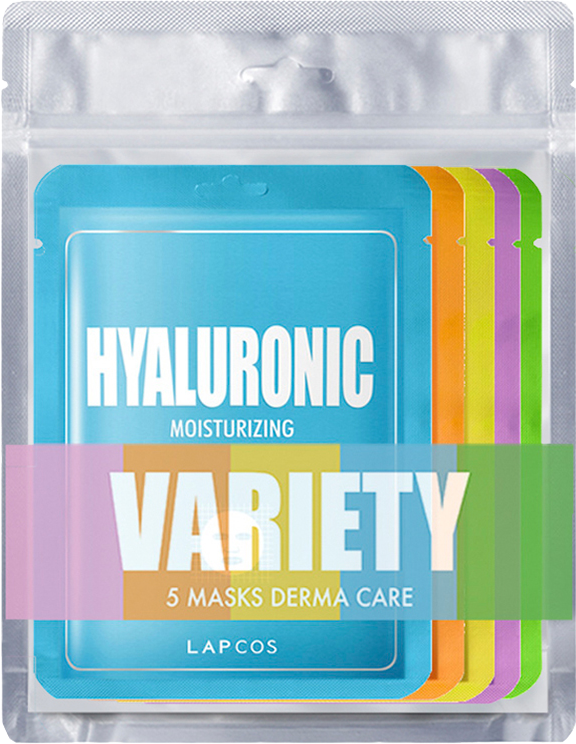 HYALURONIC
MOISTURIZING
VARIETY
5 MASKS DERMA CARE
LAPCOS